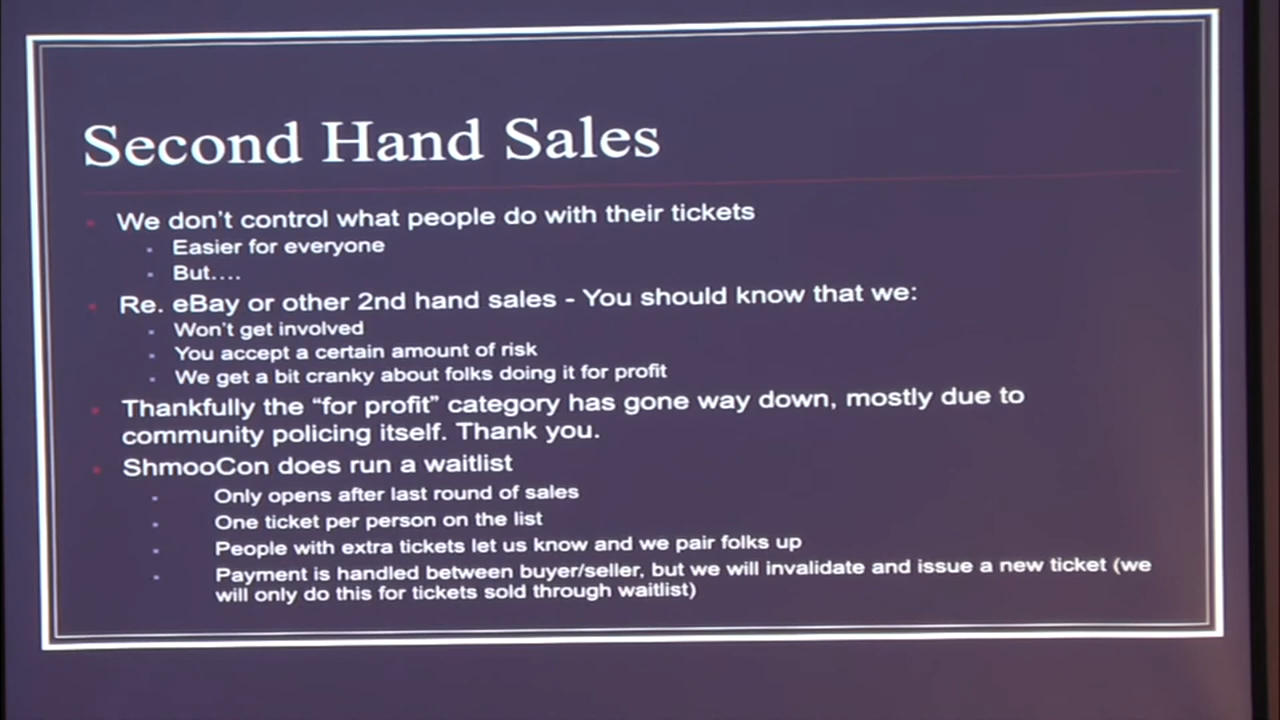 Second Hand Sales
We don't control what people do with their tickets
Easier for everyone
But....
Re. eBay or other 2nd hand sales - You should know that we:
Won't get involved
You accept a certain amount of risk
We get a bit cranky about folks doing it for profit
Thankfully the “for profit” category has gone way down, mostly due to
community policing itself. Thank you.
ShmooCon does run a waitlist
Only opens after last round of sales
One ticket per person on the list
People with extra tickets let us know and we pair folks up
Payment is handled between buyer/seller, but we will invalidate and issue a new ticket (we
will only do this for tickets sold through waitlist)